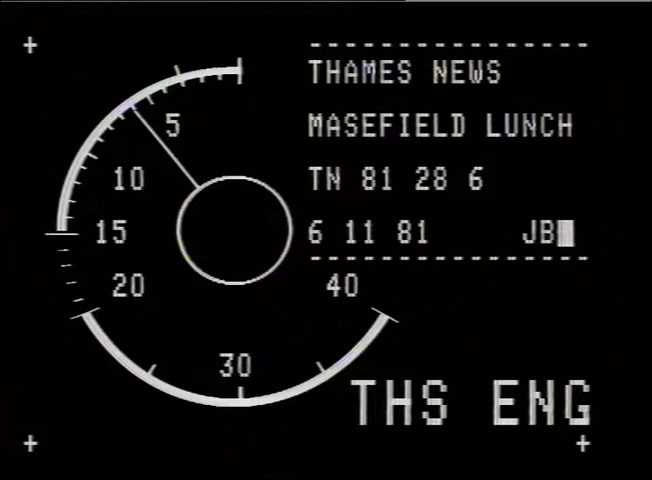 THAMES NEWS
MASEFIELD LUNCH
TN 81 28 6
6 11 81 JB
5
10
15
20
30
40
THS ENG